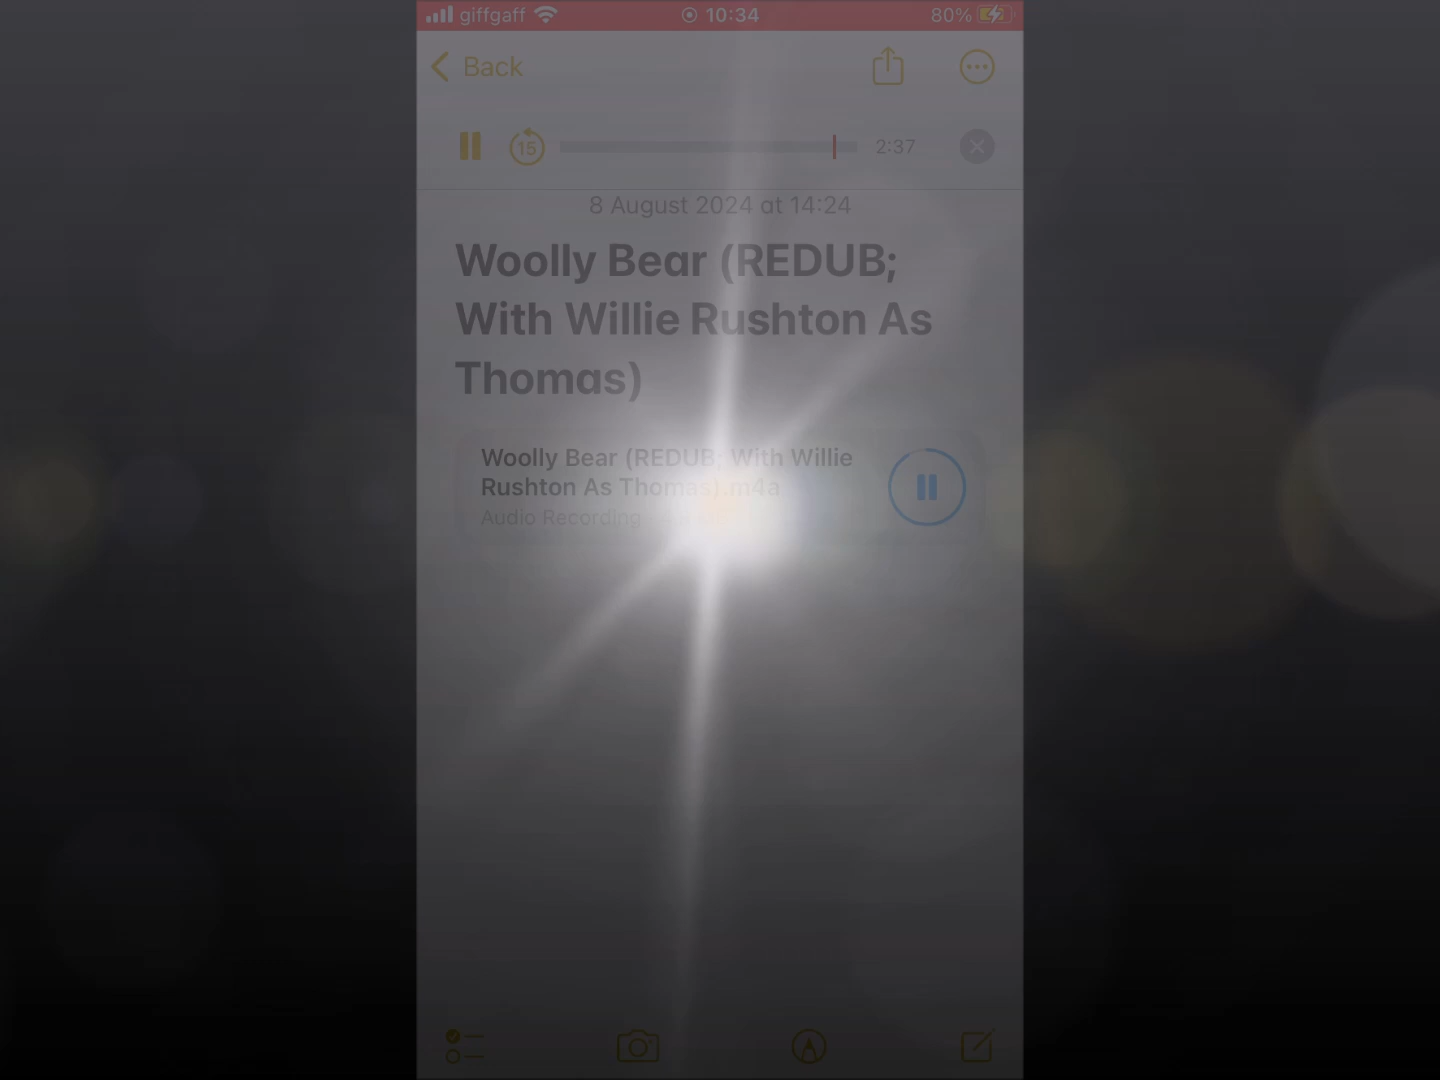 giffgaff 10:34 80%
Back
15 2:37
8 August 2024 at 14:24
Woolly Bear (REDUB;
With Willie Rushton As
Thomas)
Woolly Bear (REDUB; With Willie
Rushton As Thomas).m4a
Audio Recording